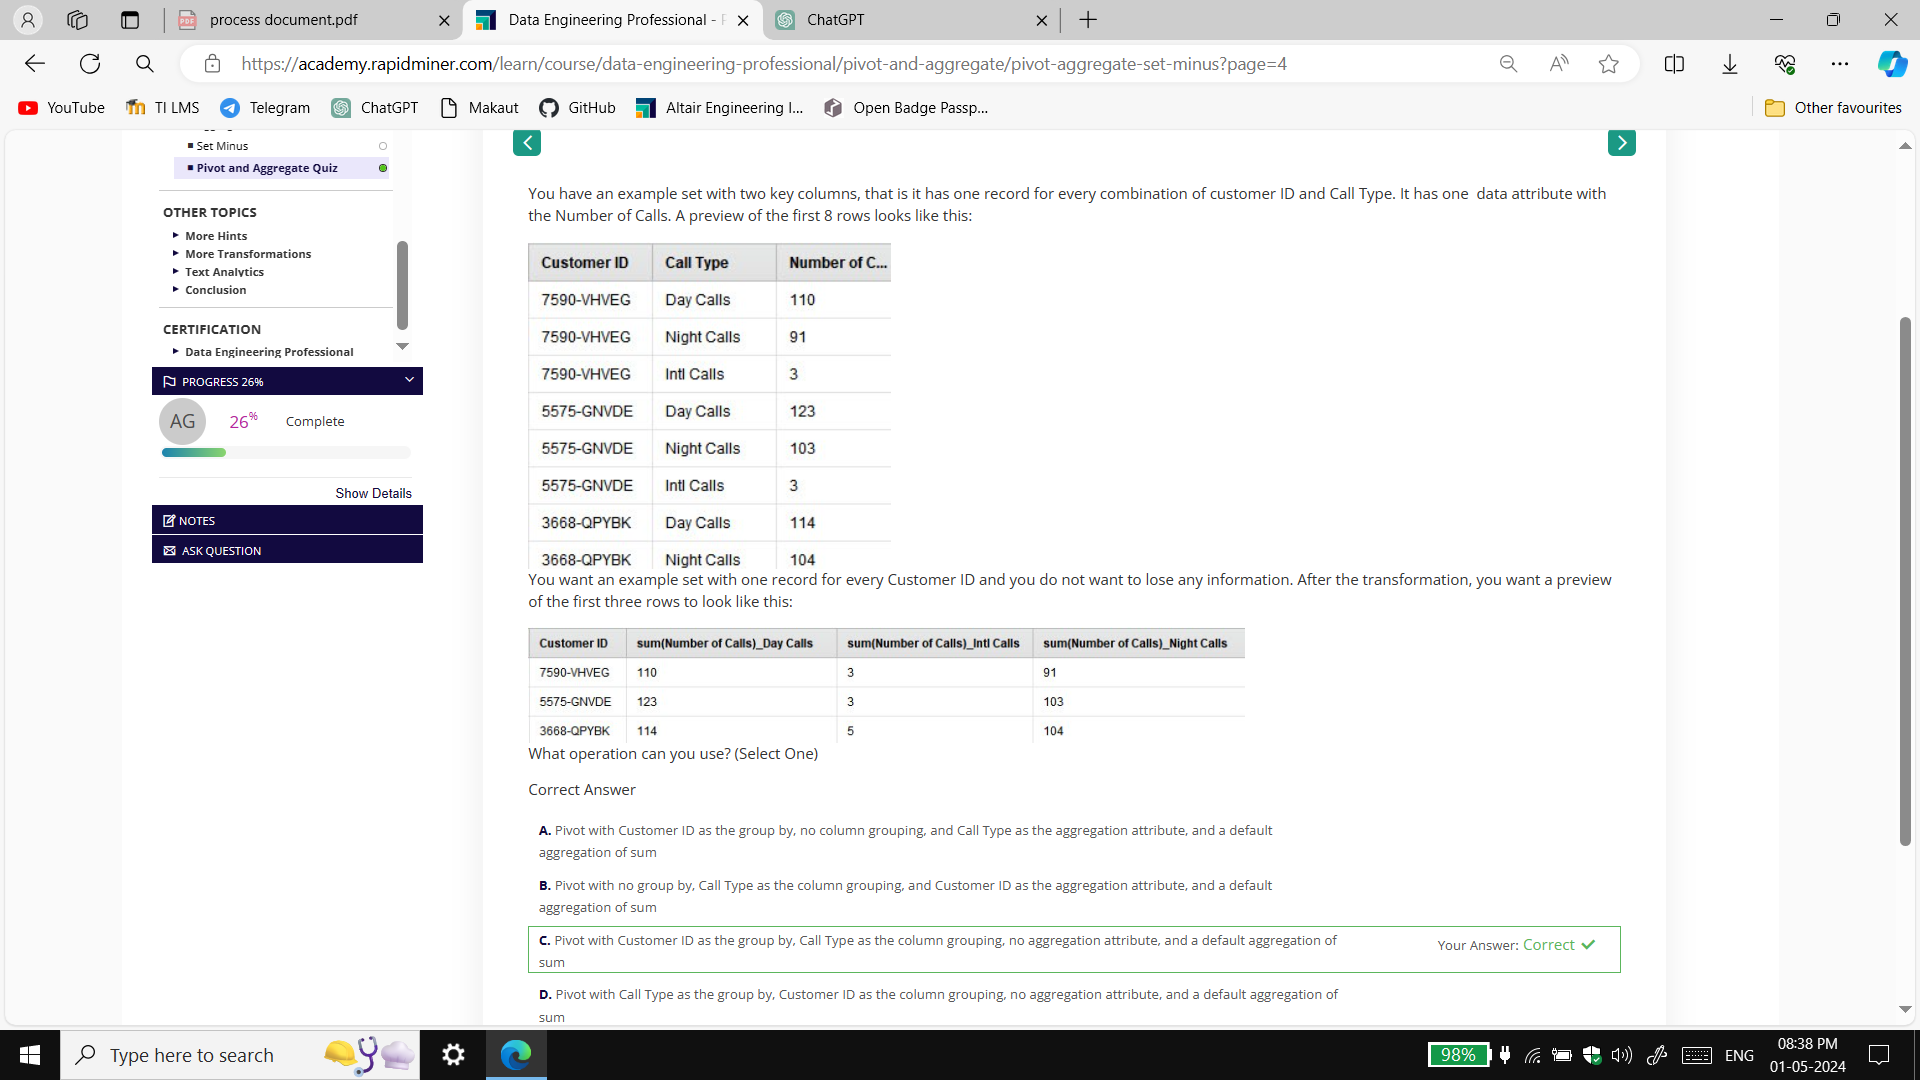 process document.pdf
Data Engineering Professional -
ChatGPT
https://academy.rapidminer.com/learn/course/data-engineering-professional/pivot-and-aggregate/pivot-aggregate-set-minus?page=4
YouTube
TI LMS
Telegram
ChatGPT
Makaut
GitHub
Altair Engineering I...
Open Badge Passp...
Other favourites
Set Minus
Pivot and Aggregate Quiz
OTHER TOPICS
More Hints
More Transformations
Text Analytics
Conclusion
CERTIFICATION
Data Engineering Professional
PROGRESS 26%
AG
26%
Complete
Show Details
NOTES
ASK QUESTION
You have an example set with two key columns, that is it has one record for every combination of customer ID and Call Type. It has one data attribute with
the Number of Calls. A preview of the first 8 rows looks like this:
Customer ID Call Type Number of C...
7590-VHVEG Day Calls 110
7590-VHVEG Night Calls 91
7590-VHVEG Intl Calls 3
5575-GNVDE Day Calls 123
5575-GNVDE Night Calls 103
5575-GNVDE Intl Calls 3
3668-QPYBK Day Calls 114
3668-QPYBK Night Calls 104
You want an example set with one record for every Customer ID and you do not want to lose any information. After the transformation, you want a preview
of the first three rows to look like this:
Customer ID sum(Number of Calls)_Day Calls sum(Number of Calls)_Intl Calls sum(Number of Calls)_Night Calls
7590-VHVEG 110 3 91
5575-GNVDE 123 3 103
3668-QPYBK 114 5 104
What operation can you use? (Select One)
Correct Answer
A. Pivot with Customer ID as the group by, no column grouping, and Call Type as the aggregation attribute, and a default
aggregation of sum
B. Pivot with no group by, Call Type as the column grouping, and Customer ID as the aggregation attribute, and a default
aggregation of sum
C. Pivot with Customer ID as the group by, Call Type as the column grouping, no aggregation attribute, and a default aggregation of
sum
Your Answer: Correct
D. Pivot with Call Type as the group by, Customer ID as the column grouping, no aggregation attribute, and a default aggregation of
sum
Type here to search
98%
ENG
08:38 PM
01-05-2024